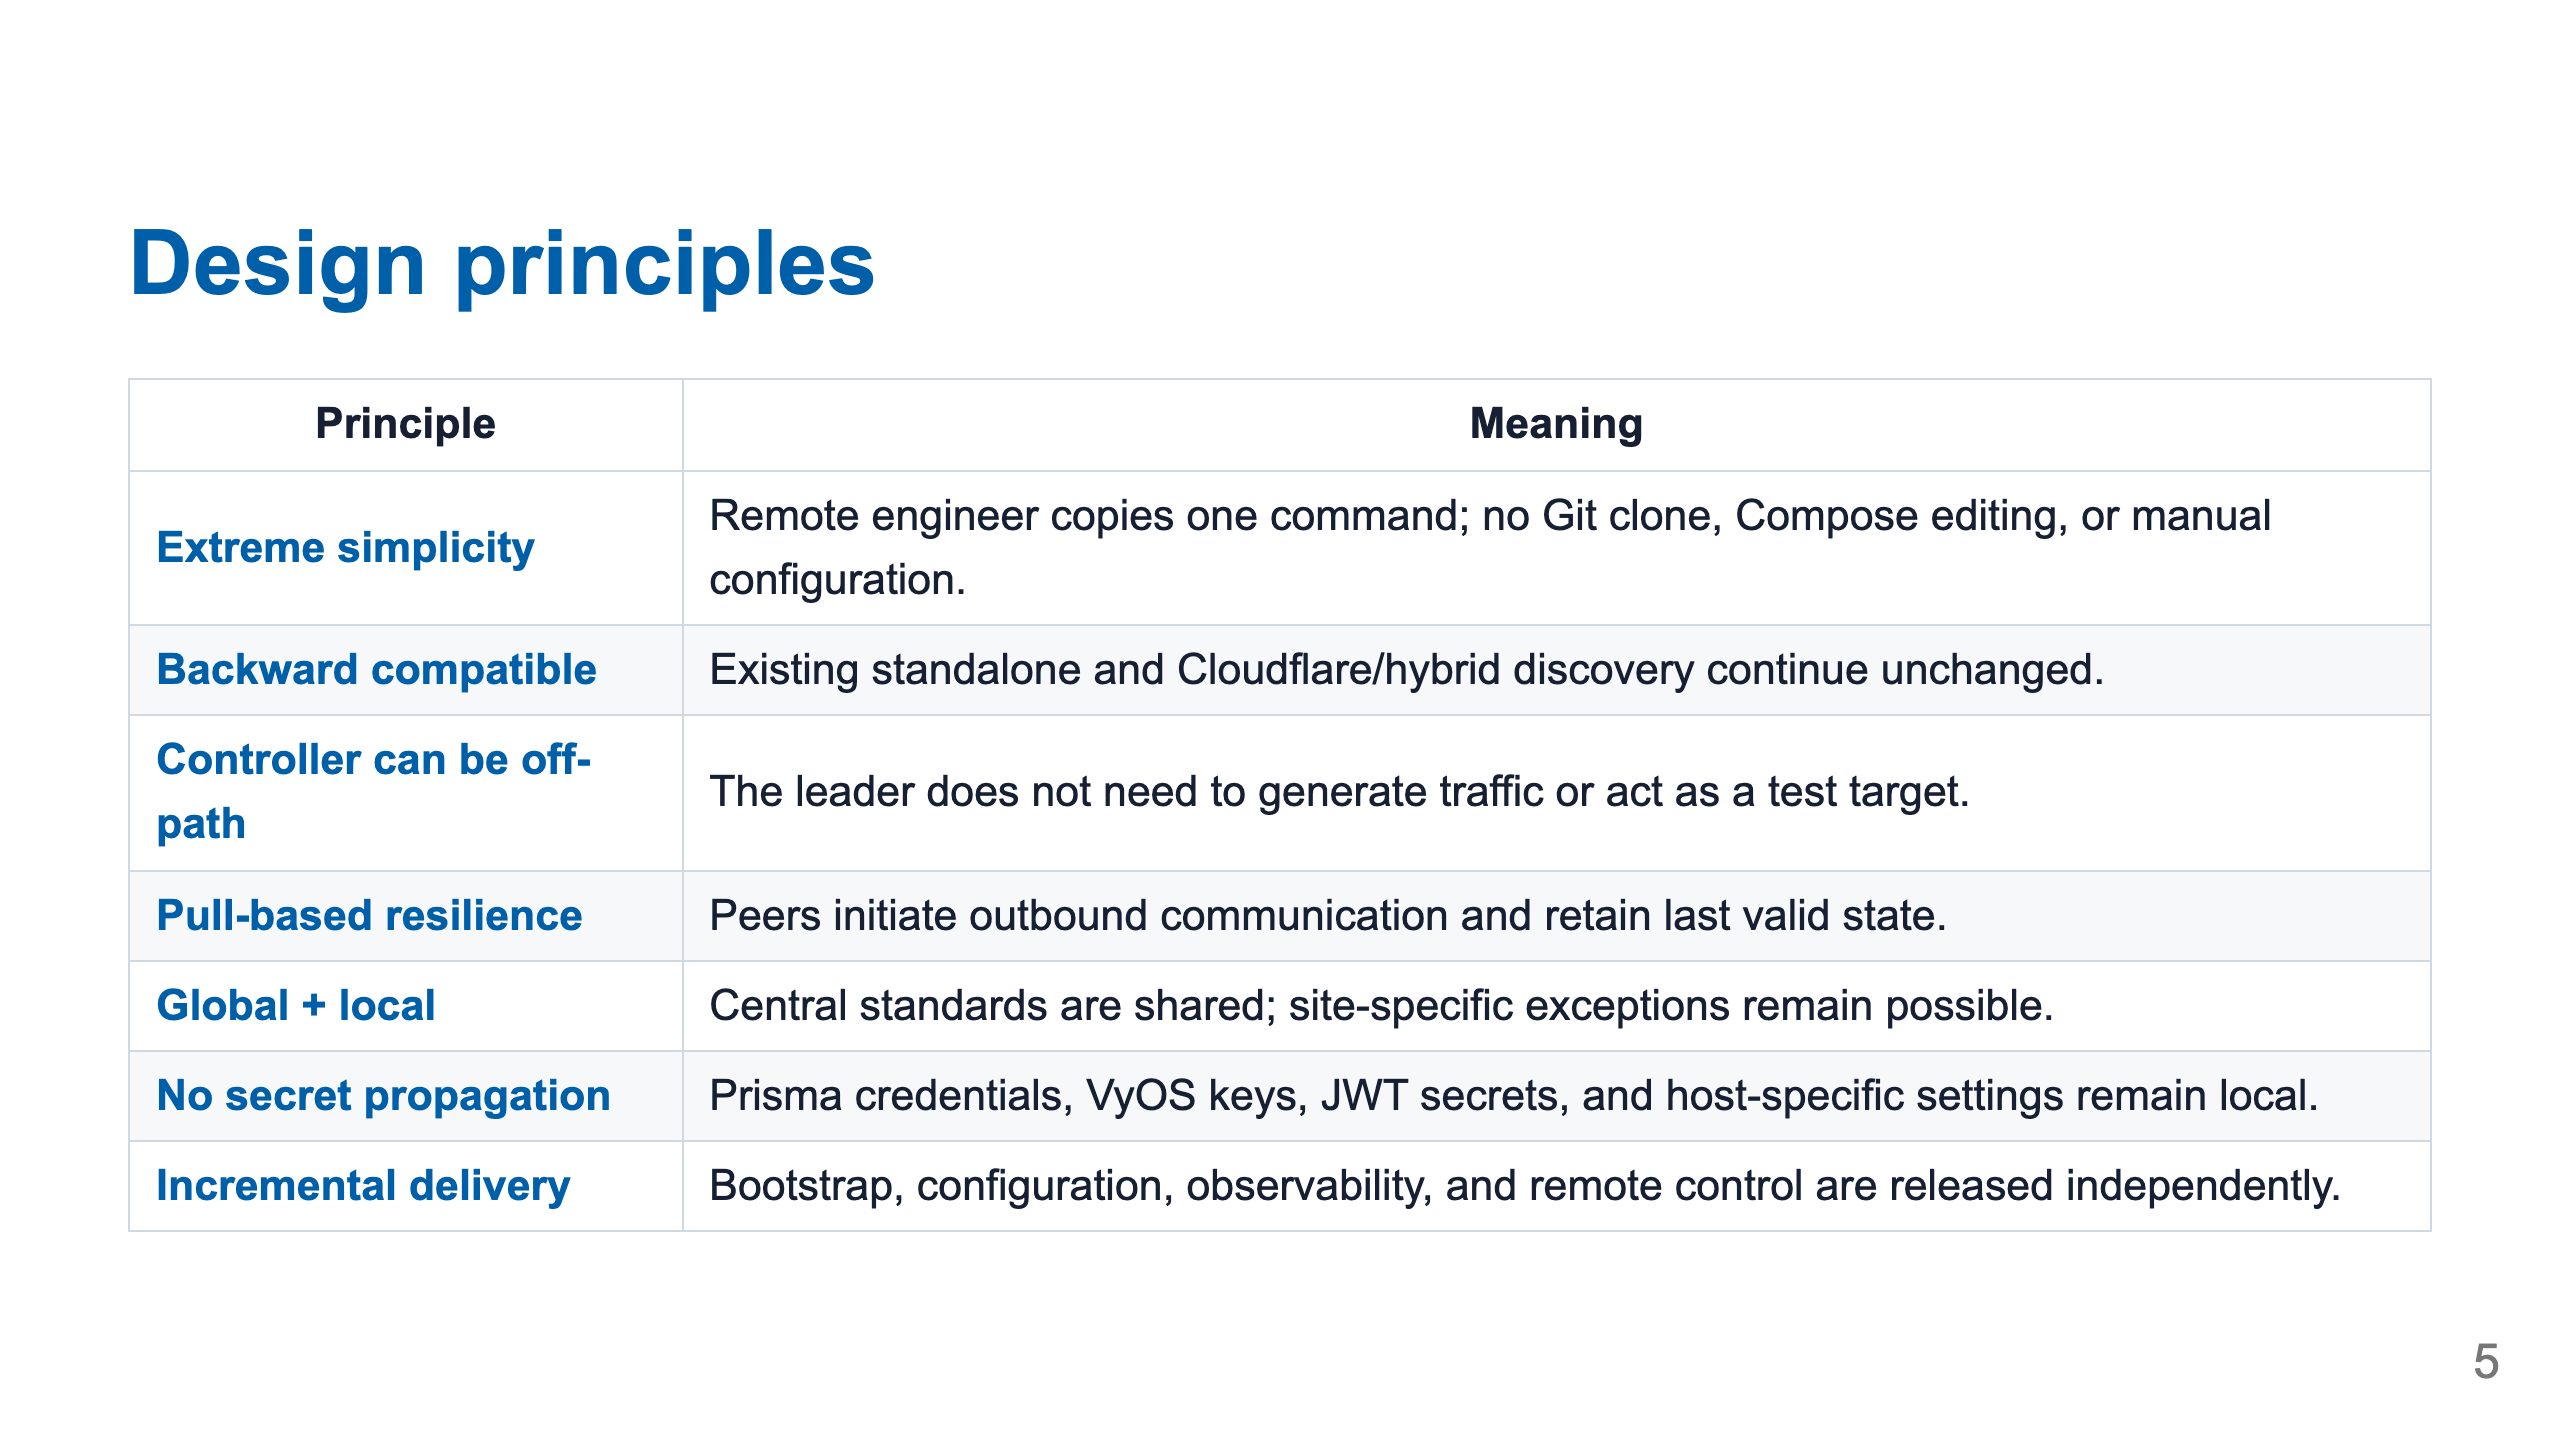 Design principles
Principle
Meaning
Extreme simplicity
Remote engineer copies one command; no Git clone, Compose editing, or manual
configuration.
Backward compatible
Existing standalone and Cloudflare/hybrid discovery continue unchanged.
Controller can be off-
path
The leader does not need to generate traffic or act as a test target.
Pull-based resilience
Peers initiate outbound communication and retain last valid state.
Global + local
Central standards are shared; site-specific exceptions remain possible.
No secret propagation
Prisma credentials, VyOS keys, JWT secrets, and host-specific settings remain local.
Incremental delivery
Bootstrap, configuration, observability, and remote control are released independently.
5